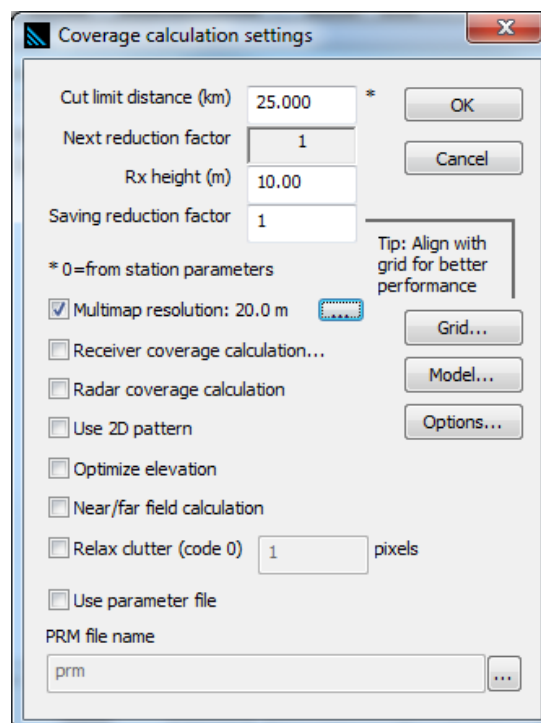 Coverage calculation settings
Cut limit distance (km) 25.000 * OK
Next reduction factor 1
Cancel
Rx height (m) 10.00
Saving reduction factor 1
Tip: Align with
grid for better
performance
* 0=from station parameters
Multimap resolution: 20.0 m ...
Grid...
Receiver coverage calculation...
Model...
Radar coverage calculation
Options...
Use 2D pattern
Optimize elevation
Near/far field calculation
Relax clutter (code 0) 1 pixels
Use parameter file
PRM file name
prm ...